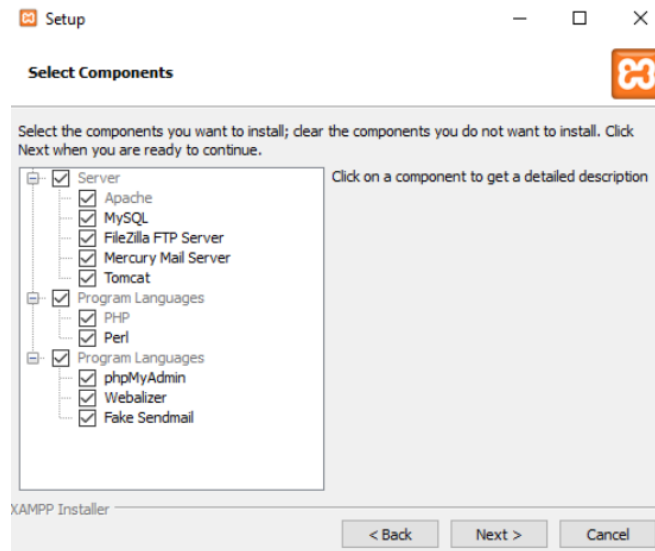 Setup
Select Components
Select the components you want to install; clear the components you do not want to install. Click
Next when you are ready to continue.
Server
Apache
MySQL
FileZilla FTP Server
Mercury Mail Server
Tomcat
Program Languages
PHP
Perl
Program Languages
phpMyAdmin
Webalizer
Fake Sendmail
Click on a component to get a detailed description
XAMPP Installer
< Back
Next >
Cancel